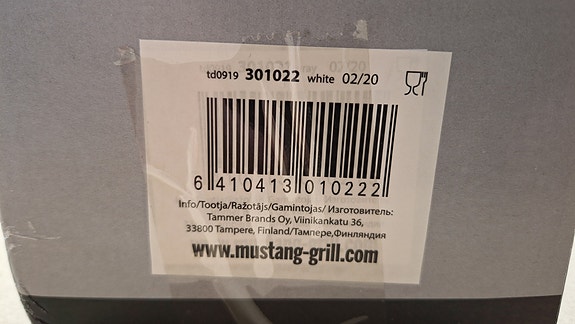 td0919 301022 white 02/20
6 410413 010222
Info/Tootja/Ražotājs/Gamintojas/ Изготовитель:
Tammer Brands Oy, Viinikankatu 36,
33800 Tampere, Finland/Тампере,Финляндия
www.mustang-grill.com